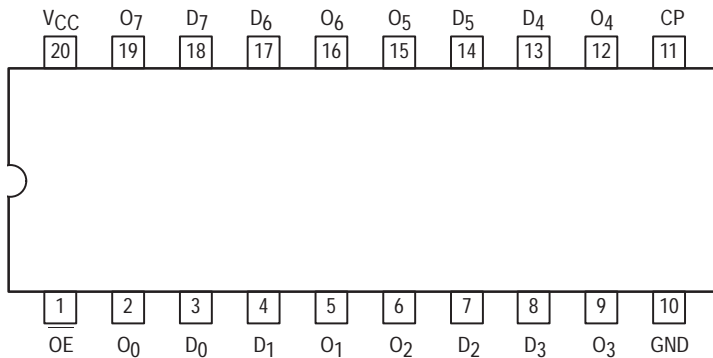 VCC O7 D7 D6 O6 O5 D5 D4 O4 CP
20 19 18 17 16 15 14 13 12 11
1 2 3 4 5 6 7 8 9 10
OE O0 D0 D1 O1 O2 D2 D3 O3 GND